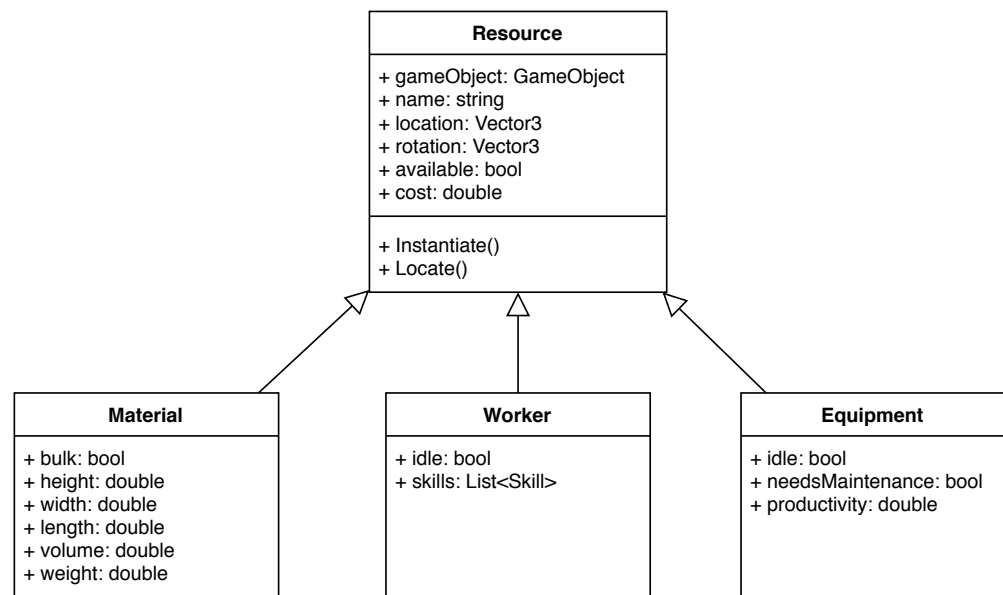 Resource
+ gameObject: GameObject
+ name: string
+ location: Vector3
+ rotation: Vector3
+ available: bool
+ cost: double
+ Instantiate()
+ Locate()
Material
+ bulk: bool
+ height: double
+ width: double
+ length: double
+ volume: double
+ weight: double
Worker
+ idle: bool
+ skills: List<Skill>
Equipment
+ idle: bool
+ needsMaintenance: bool
+ productivity: double